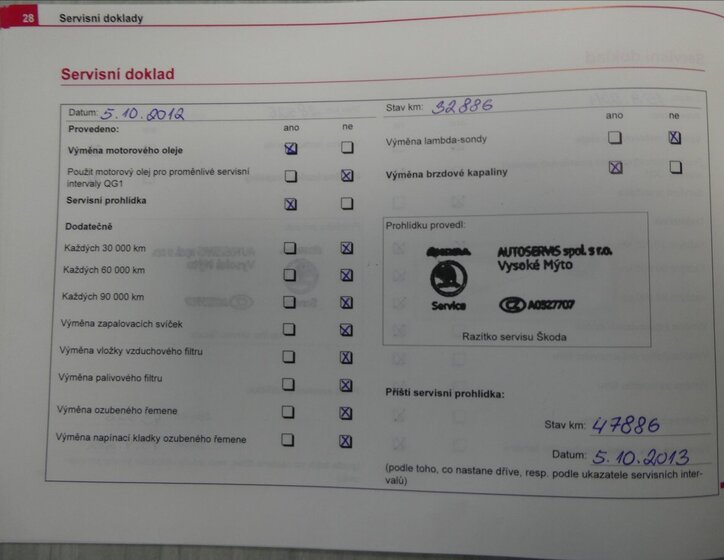 28
Servisní doklady
Servisní doklad
Datum: 5.10.2012
Provedeno:
ano
ne
Výměna motorového oleje
Použit motorový olej pro proměnlivé servisní
intervaly QG1
Servisní prohlídka
Dodatečně
Každých 30 000 km
Každých 60 000 km
Každých 90 000 km
Výměna zapalovacích svíček
Výměna vložky vzduchového filtru
Výměna palivového filtru
Výměna ozubeného řemene
Výměna napínací kladky ozubeného řemene
Stav km: 32886
ano
ne
Výměna lambda-sondy
Výměna brzdové kapaliny
Prohlídku provedl:
AUTOSERVIS spol. s r.o.
Vysoké Mýto
Service
CZ A0527707
Razítko servisu Škoda
Příští servisní prohlídka:
Stav km: 47886
Datum: 5.10.2013
(podle toho, co nastane dříve, resp. podle ukazatele servisních inter-
valů)